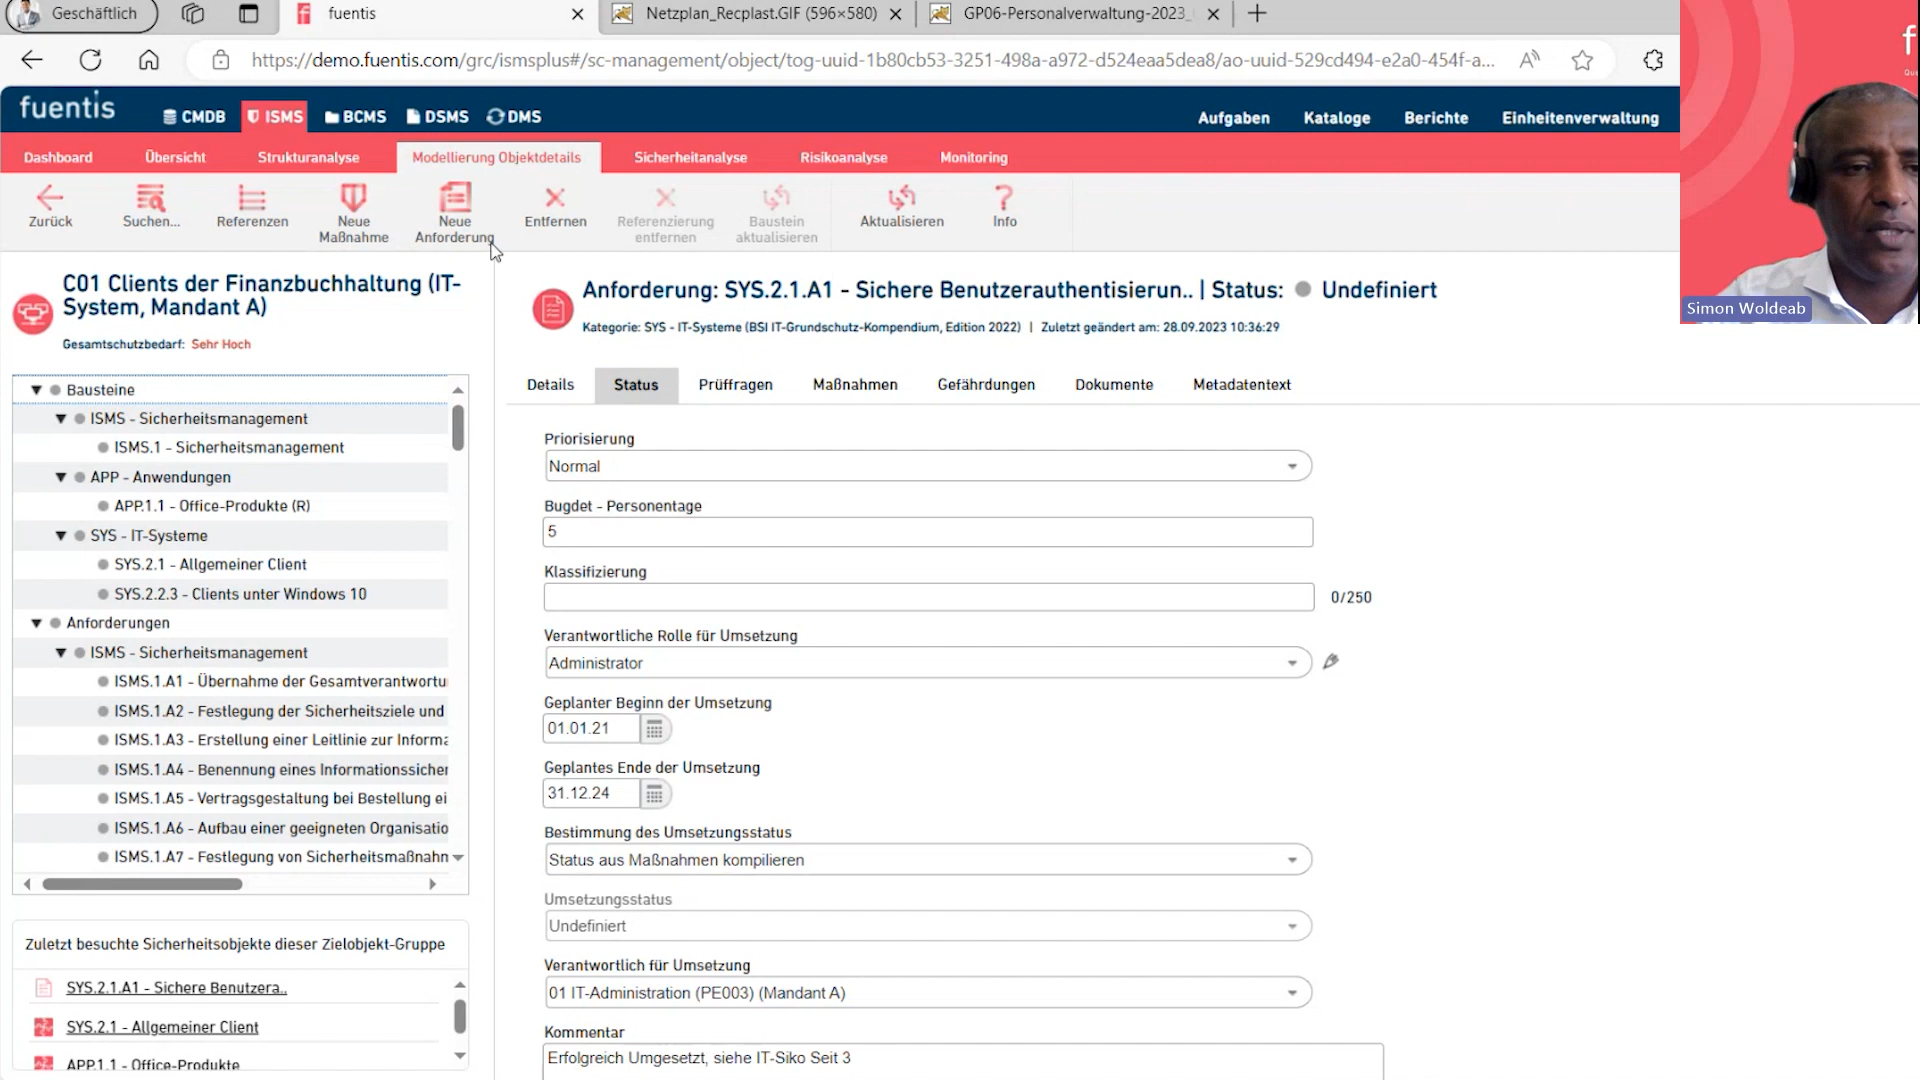 Geschäftlich
fuentis
Netzplan_Recplast.GIF (596×580)
GP06-Personalverwaltung-2023_
https://demo.fuentis.com/grc/ismsplus#/sc-management/object/tog-uuid-1b80cb53-3251-498a-a972-d524eaa5dea8/ao-uuid-529cd494-e2a0-454f-a...
fuentis
CMDB
ISMS
BCMS
DSMS
DMS
Aufgaben
Kataloge
Berichte
Einheitenverwaltung
Dashboard
Übersicht
Strukturanalyse
Modellierung Objektdetails
Sicherheitanalyse
Risikoanalyse
Monitoring
Zurück
Suchen...
Referenzen
Neue
Maßnahme
Neue
Anforderung
Entfernen
Referenzierung
entfernen
Baustein
aktualisieren
Aktualisieren
Info
Simon Woldeab
C01 Clients der Finanzbuchhaltung (IT-
System, Mandant A)
Gesamtschutzbedarf: Sehr Hoch
Bausteine
ISMS - Sicherheitsmanagement
ISMS.1 - Sicherheitsmanagement
APP - Anwendungen
APP.1.1 - Office-Produkte (R)
SYS - IT-Systeme
SYS.2.1 - Allgemeiner Client
SYS.2.2.3 - Clients unter Windows 10
Anforderungen
ISMS - Sicherheitsmanagement
ISMS.1.A1 - Übernahme der Gesamtverantwortu
ISMS.1.A2 - Festlegung der Sicherheitsziele und
ISMS.1.A3 - Erstellung einer Leitlinie zur Informa
ISMS.1.A4 - Benennung eines Informationssicher
ISMS.1.A5 - Vertragsgestaltung bei Bestellung ei
ISMS.1.A6 - Aufbau einer geeigneten Organisatio
ISMS.1.A7 - Festlegung von Sicherheitsmaßnahn
Zuletzt besuchte Sicherheitsobjekte dieser Zielobjekt-Gruppe
SYS.2.1.A1 - Sichere Benutzera..
SYS.2.1 - Allgemeiner Client
APP.1.1 - Office-Produkte
Anforderung: SYS.2.1.A1 - Sichere Benutzerauthentisierun.. | Status: Undefiniert
Kategorie: SYS - IT-Systeme (BSI IT-Grundschutz-Kompendium, Edition 2022) | Zuletzt geändert am: 28.09.2023 10:36:29
Details
Status
Prüffragen
Maßnahmen
Gefährdungen
Dokumente
Metadatentext
Priorisierung
Normal
Bugdet - Personentage
5
Klassifizierung
0/250
Verantwortliche Rolle für Umsetzung
Administrator
Geplanter Beginn der Umsetzung
01.01.21
Geplantes Ende der Umsetzung
31.12.24
Bestimmung des Umsetzungsstatus
Status aus Maßnahmen kompilieren
Umsetzungsstatus
Undefiniert
Verantwortlich für Umsetzung
01 IT-Administration (PE003) (Mandant A)
Kommentar
Erfolgreich Umgesetzt, siehe IT-Siko Seit 3